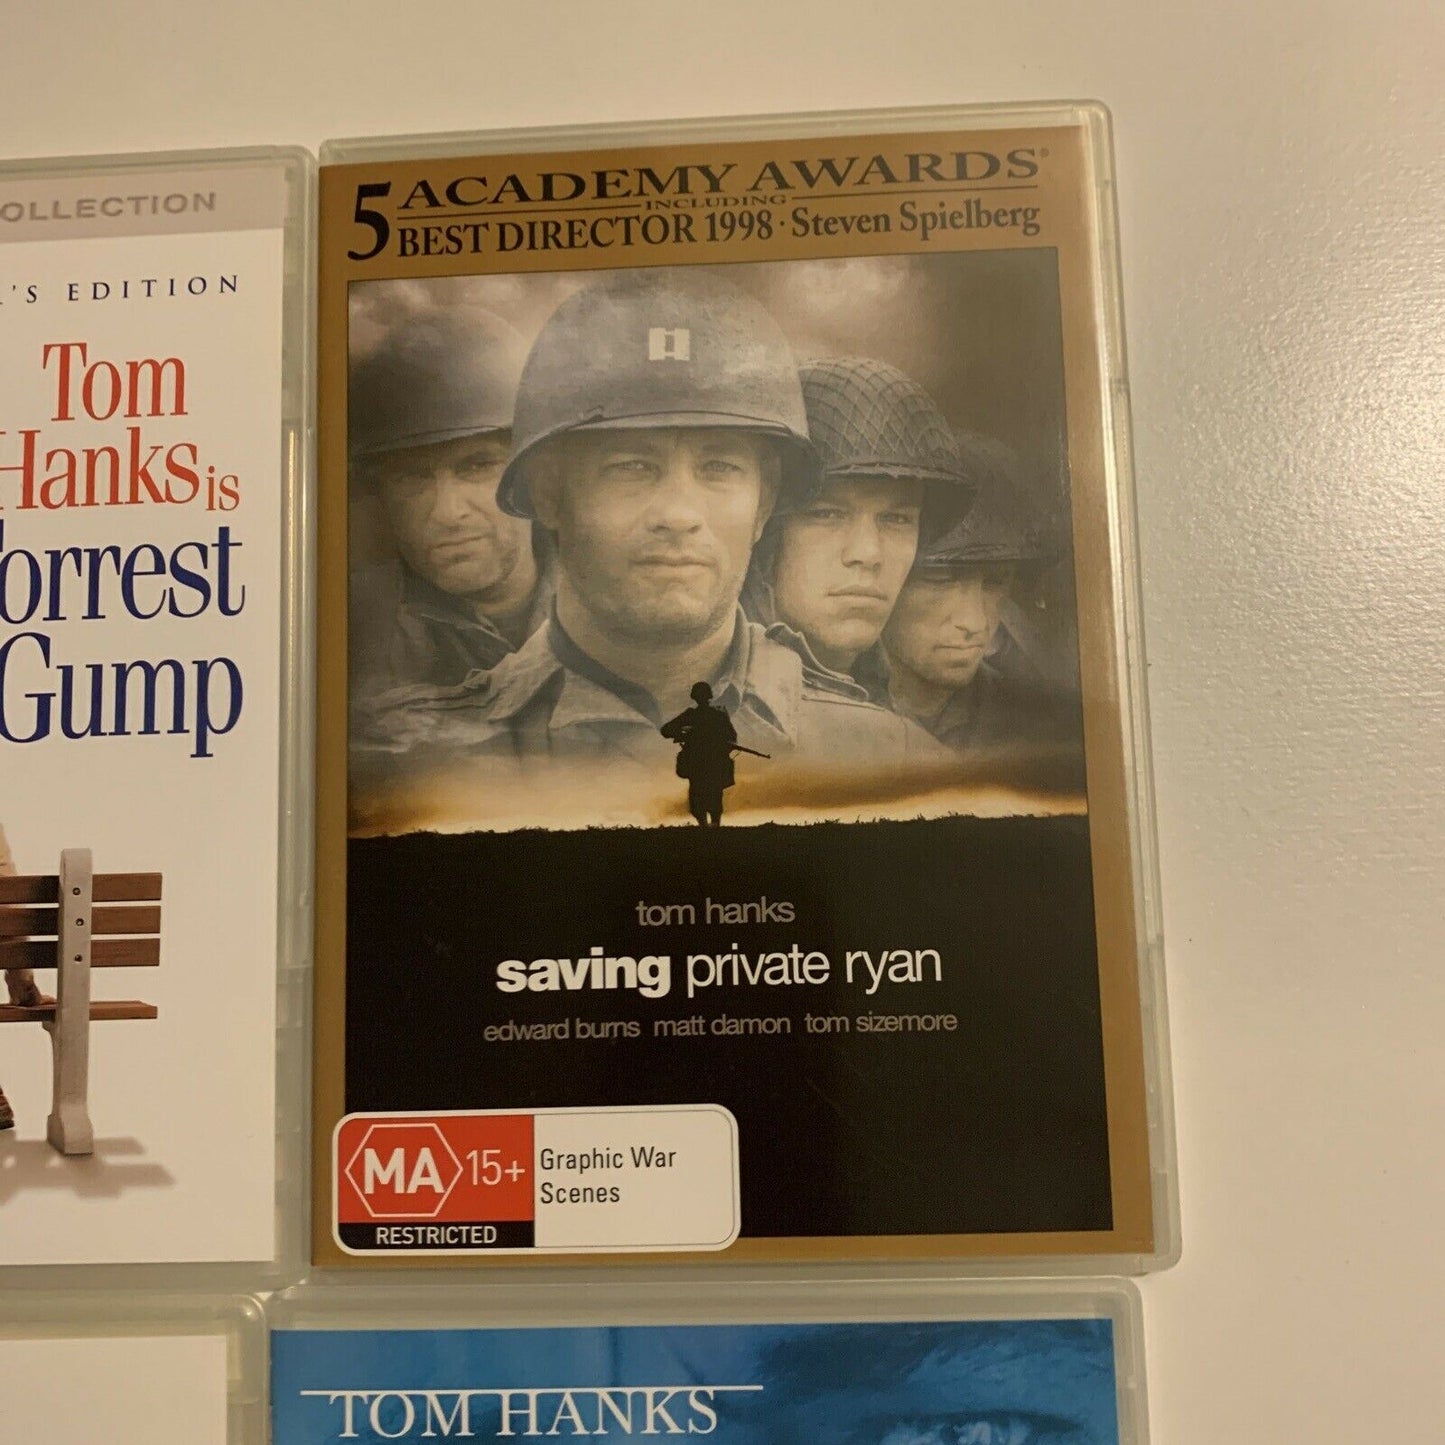 OLLECTION
'S EDITION
Tom
Hanks is
Forrest
Gump
5 ACADEMY AWARDS®
INCLUDING
BEST DIRECTOR 1998 · Steven Spielberg
tom hanks
saving private ryan
edward burns matt damon tom sizemore
MA 15+
RESTRICTED
Graphic War
Scenes
TOM HANKS